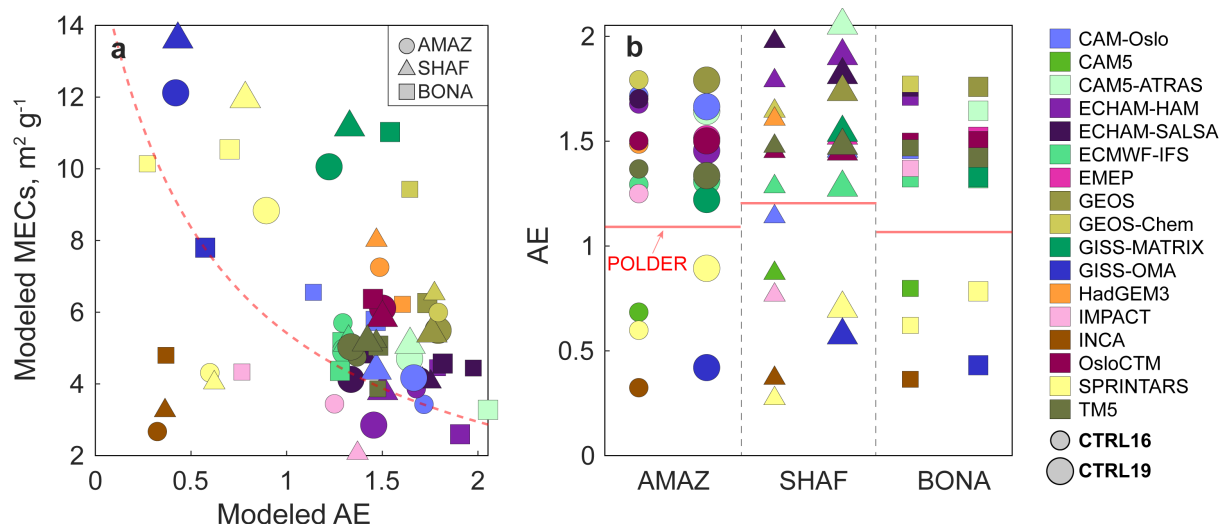 a
14
12
10
8
6
4
2
Modeled MECs, m² g⁻¹
0
0.5
1
1.5
2
Modeled AE
AMAZ
SHAF
BONA
b
2
1.5
1
0.5
0
AE
POLDER
AMAZ
SHAF
BONA
CAM-Oslo
CAM5
CAM5-ATRAS
ECHAM-HAM
ECHAM-SALSA
ECMWF-IFS
EMEP
GEOS
GEOS-Chem
GISS-MATRIX
GISS-OMA
HadGEM3
IMPACT
INCA
OsloCTM
SPRINTARS
TM5
CTRL16
CTRL19